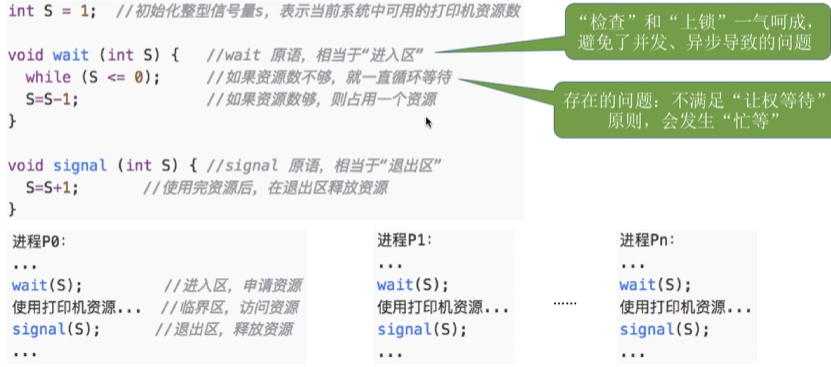 int S = 1;  //初始化整型信号量s，表示当前系统中可用的打印机资源数
void wait (int S) {   //wait 原语，相当于“进入区”
while (S <= 0);     //如果资源数不够，就一直循环等待
S=S-1;              //如果资源数够，则占用一个资源
}
void signal (int S) { //signal 原语，相当于“退出区”
S=S+1;       //使用完资源后，在退出区释放资源
}
“检查”和“上锁”一气呵成，
避免了并发、异步导致的问题
存在的问题：不满足“让权等待”
原则，会发生“忙等”
进程P0：
...
wait(S);        //进入区，申请资源
使用打印机资源...  //临界区，访问资源
signal(S);      //退出区，释放资源
...
进程P1：
...
wait(S);
使用打印机资源...
signal(S);
...
......
进程Pn：
...
wait(S);
使用打印机资源...
signal(S);
...